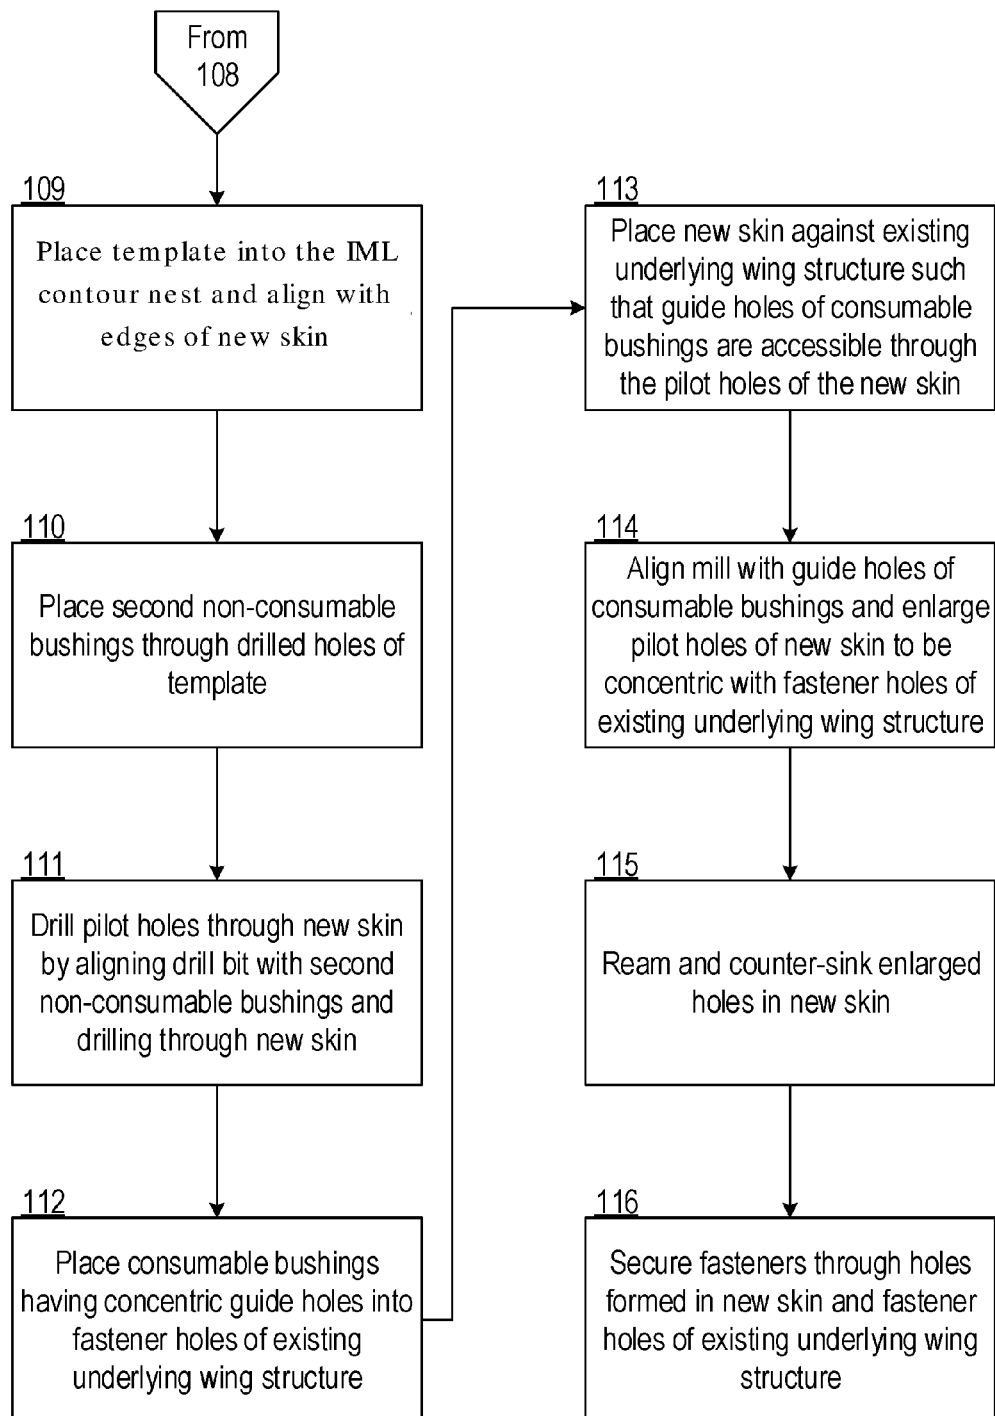 From
108
109
Place template into the IML
contour nest and align with
edges of new skin
110
Place second non-consumable
bushings through drilled holes of
template
111
Drill pilot holes through new skin
by aligning drill bit with second
non-consumable bushings and
drilling through new skin
112
Place consumable bushings
having concentric guide holes into
fastener holes of existing
underlying wing structure
113
Place new skin against existing
underlying wing structure such
that guide holes of consumable
bushings are accessible through
the pilot holes of the new skin
114
Align mill with guide holes of
consumable bushings and enlarge
pilot holes of new skin to be
concentric with fastener holes of
existing underlying wing structure
115
Ream and counter-sink enlarged
holes in new skin
116
Secure fasteners through holes
formed in new skin and fastener
holes of existing underlying wing
structure